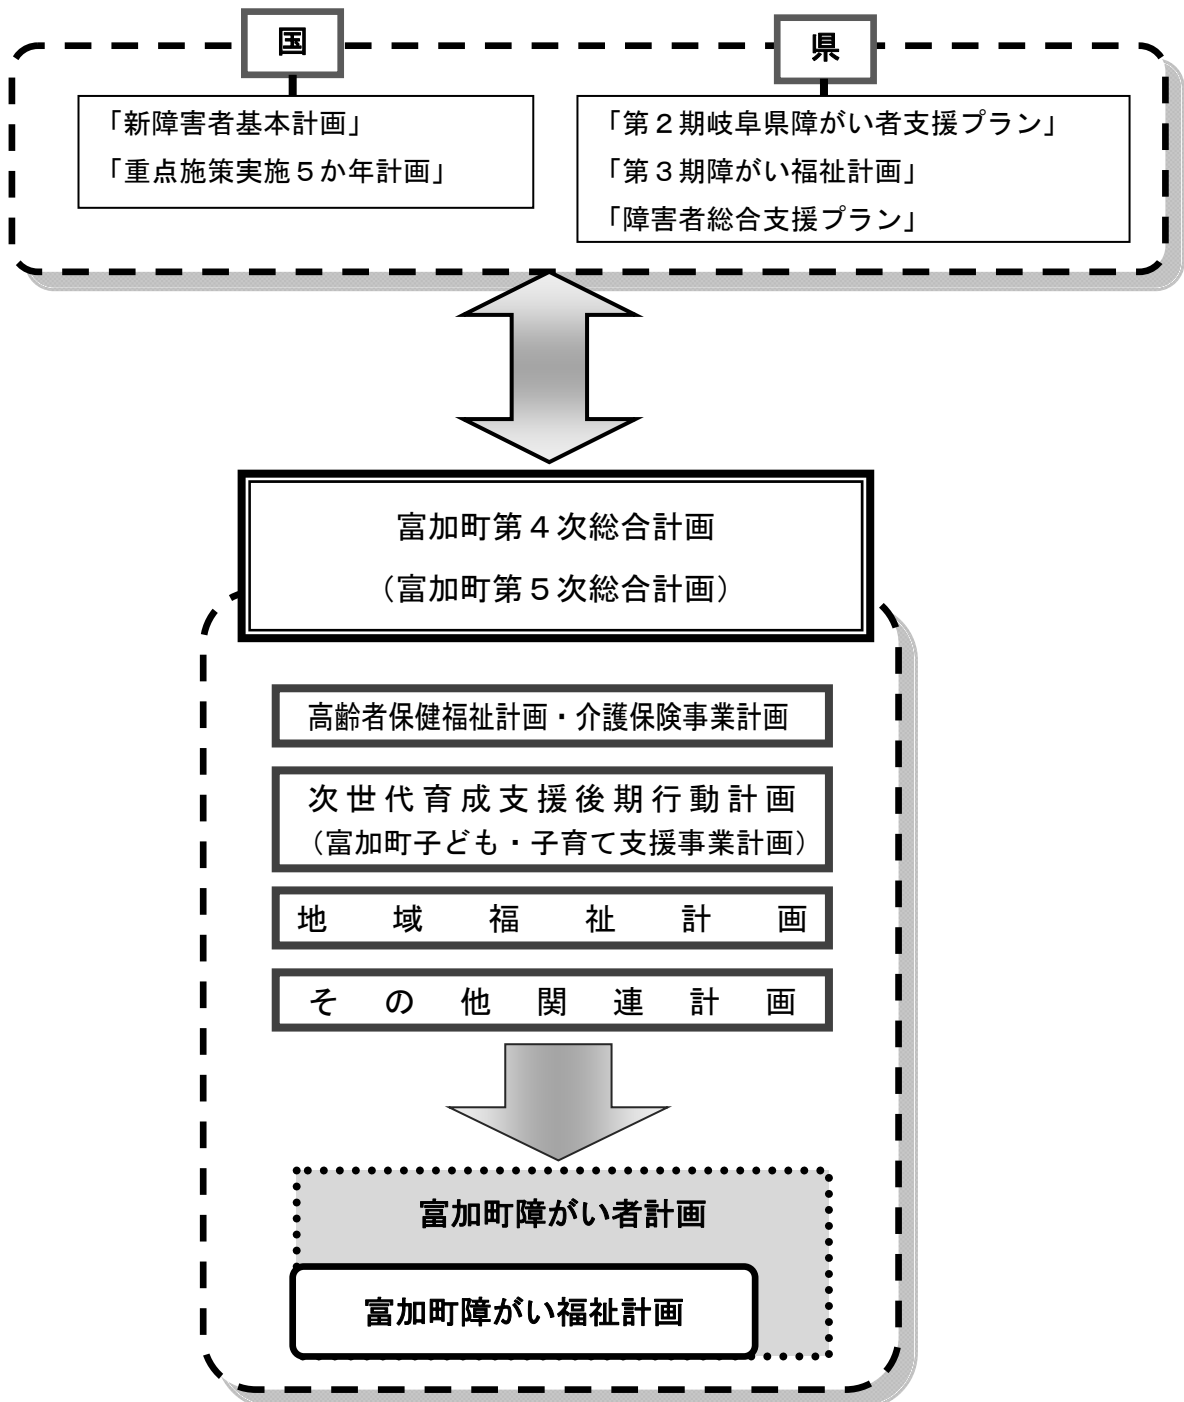 国
「新障害者基本計画」
「重点施策実施５か年計画」
県
「第２期岐阜県障がい者支援プラン」
「第３期障がい福祉計画」
「障害者総合支援プラン」
富加町第４次総合計画
（富加町第５次総合計画）
高齢者保健福祉計画・介護保険事業計画
次世代育成支援後期行動計画
（富加町子ども・子育て支援事業計画）
地域福祉計画
その他関連計画
富加町障がい者計画
富加町障がい福祉計画